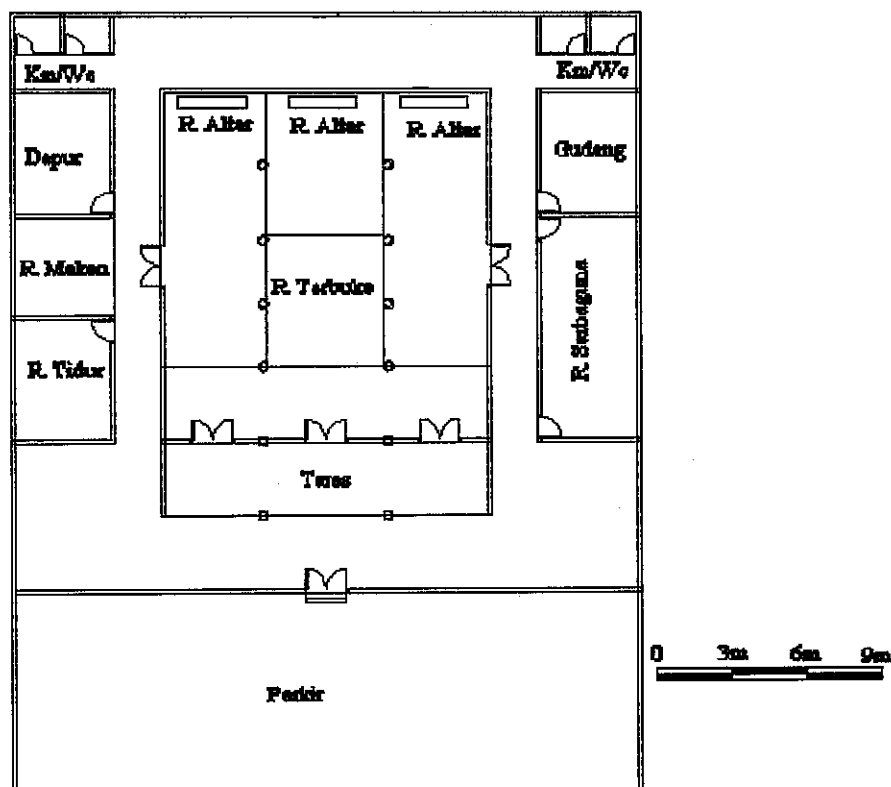 Km/Wc
Km/Wc
R. Altar
R. Altar
R. Altar
Dapur
Gudang
R. Makan
R. Terbuka
R. Serbaguna
R. Tidur
Teras
0 3m 6m 9m
Parkir